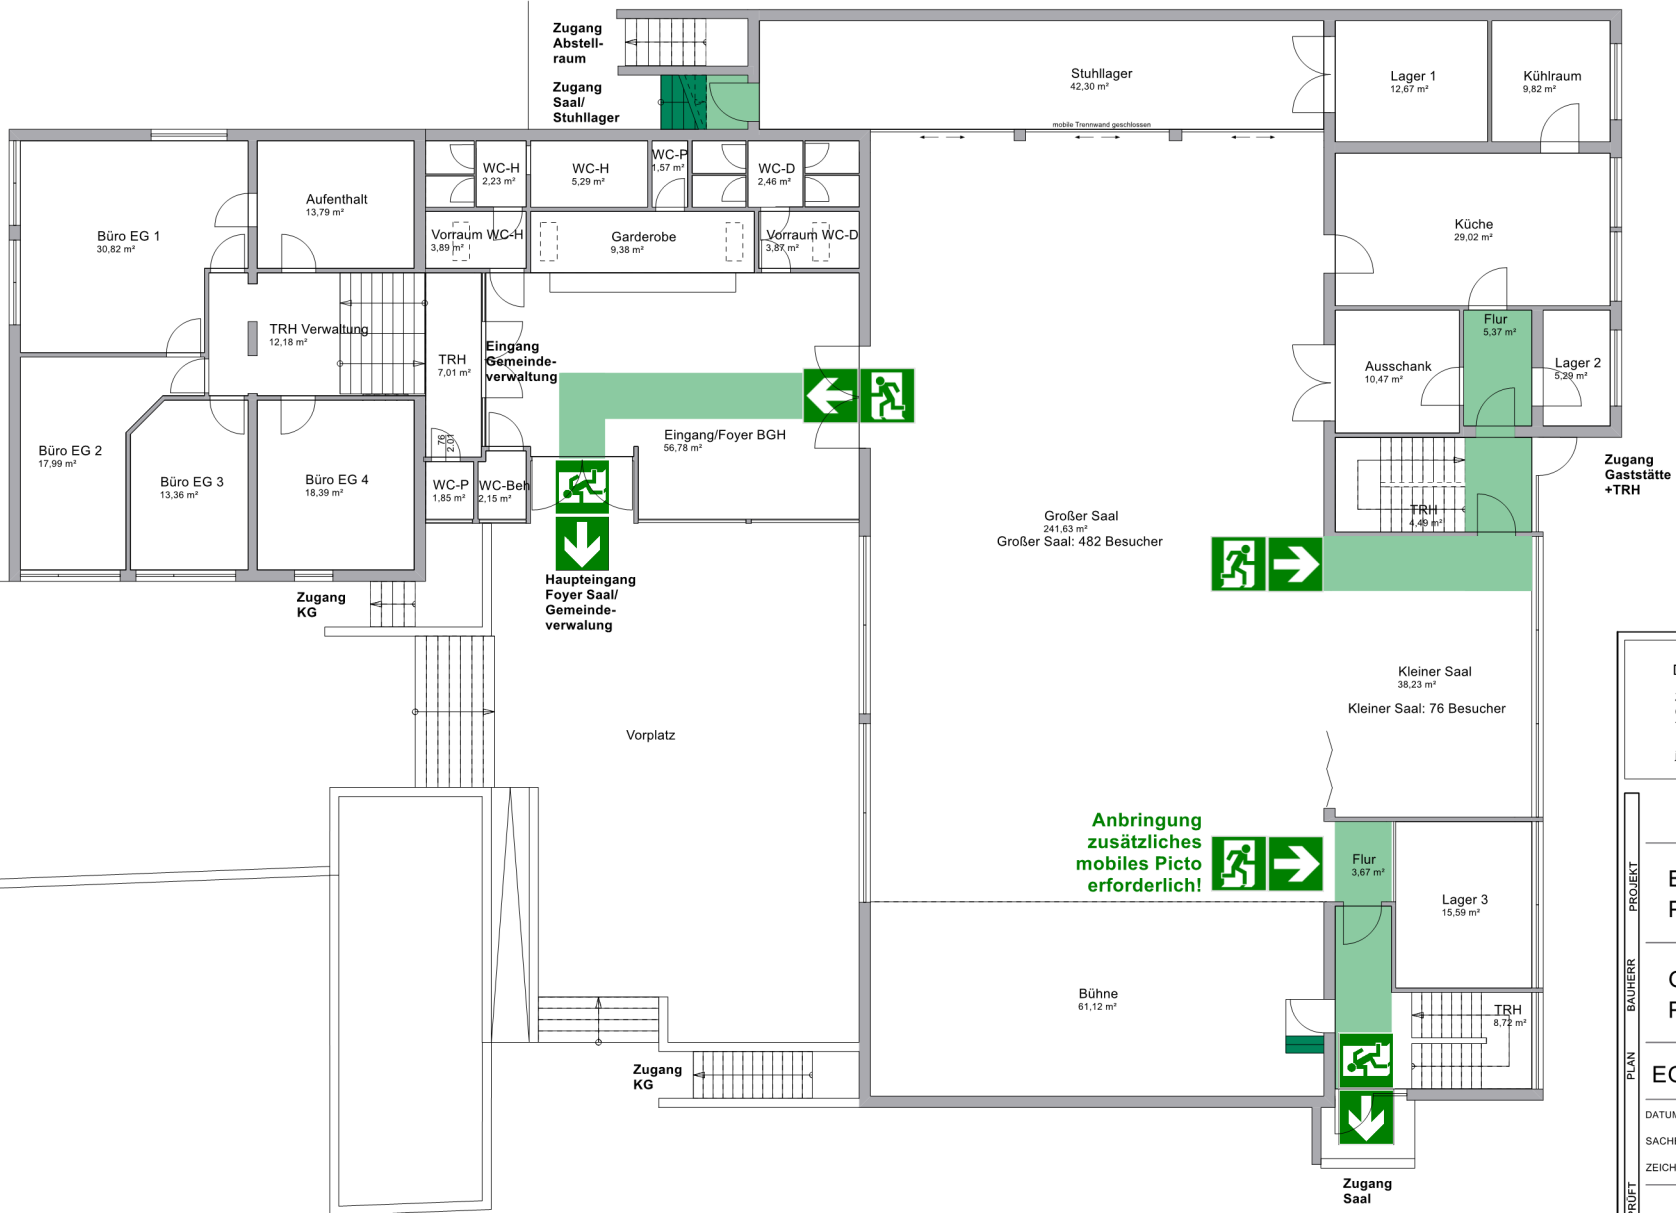 Zugang
Abstell-
raum
Zugang
Saal/
Stuhllager
Stuhllager
42,30 m²
mobile Trennwand geschlossen
Lager 1
12,67 m²
Kühlraum
9,82 m²
Büro EG 1
30,82 m²
Aufenthalt
13,79 m²
WC-H
2,23 m²
WC-H
5,29 m²
WC-P
1,57 m²
WC-D
2,46 m²
Vorraum WC-H
3,89 m²
Garderobe
9,38 m²
Vorraum WC-D
3,87 m²
Küche
29,02 m²
TRH Verwaltung
12,18 m²
TRH
7,01 m²
Eingang
Gemeinde-
verwaltung
Flur
5,37 m²
Ausschank
10,47 m²
Lager 2
5,29 m²
Büro EG 2
17,99 m²
Büro EG 3
13,36 m²
Büro EG 4
18,39 m²
76
2,01
WC-P
1,85 m²
WC-Beh
2,15 m²
Eingang/Foyer BGH
56,78 m²
Zugang
Gaststätte
+TRH
TRH
4,49 m²
Großer Saal
241,63 m²
Großer Saal: 482 Besucher
Haupteingang
Foyer Saal/
Gemeinde-
verwalung
Zugang
KG
Kleiner Saal
38,23 m²
Kleiner Saal: 76 Besucher
Vorplatz
Anbringung
zusätzliches
mobiles Picto
erforderlich!
Flur
3,67 m²
Lager 3
15,59 m²
Bühne
61,12 m²
TRH
8,72 m²
Zugang
KG
Zugang
Saal
PROJEKT
BAUHERR
PLAN
EG
DATUM
SACHB
ZEICH
PRÜFT